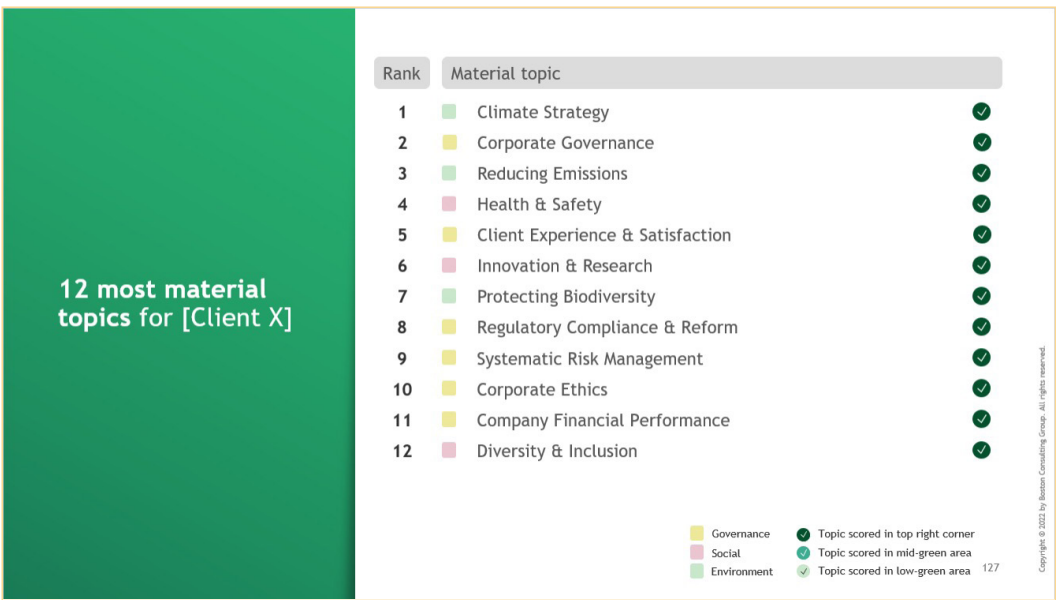 12 most material
topics for [Client X]
Rank Material topic
1 Climate Strategy
2 Corporate Governance
3 Reducing Emissions
4 Health & Safety
5 Client Experience & Satisfaction
6 Innovation & Research
7 Protecting Biodiversity
8 Regulatory Compliance & Reform
9 Systematic Risk Management
10 Corporate Ethics
11 Company Financial Performance
12 Diversity & Inclusion
Governance Topic scored in top right corner
Social Topic scored in mid-green area
Environment Topic scored in low-green area
127
Copyright © 2022 by Boston Consulting Group. All rights reserved.